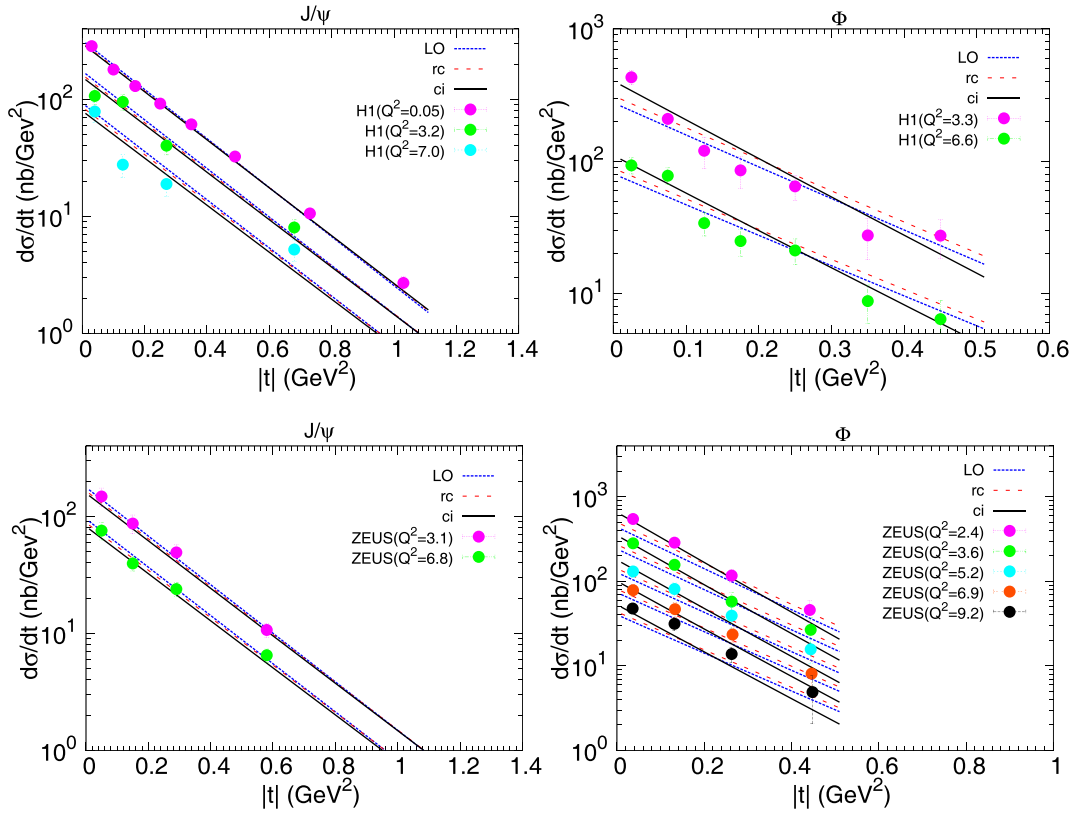 J/ψ
dσ/dt (nb/Gev²)
10²
10¹
10⁰
LO
rc
ci
H1(Q²=0.05)
H1(Q²=3.2)
H1(Q²=7.0)
0 0.2 0.4 0.6 0.8 1 1.2 1.4
|t| (GeV²)
Φ
dσ/dt (nb/Gev²)
10³
10²
10¹
LO
rc
ci
H1(Q²=3.3)
H1(Q²=6.6)
0 0.1 0.2 0.3 0.4 0.5 0.6
|t| (GeV²)
J/ψ
dσ/dt (nb/Gev²)
10²
10¹
10⁰
LO
rc
ci
ZEUS(Q²=3.1)
ZEUS(Q²=6.8)
0 0.2 0.4 0.6 0.8 1 1.2 1.4
|t| (GeV²)
Φ
dσ/dt (nb/Gev²)
10³
10²
10¹
10⁰
LO
rc
ci
ZEUS(Q²=2.4)
ZEUS(Q²=3.6)
ZEUS(Q²=5.2)
ZEUS(Q²=6.9)
ZEUS(Q²=9.2)
0 0.2 0.4 0.6 0.8 1
|t| (GeV²)